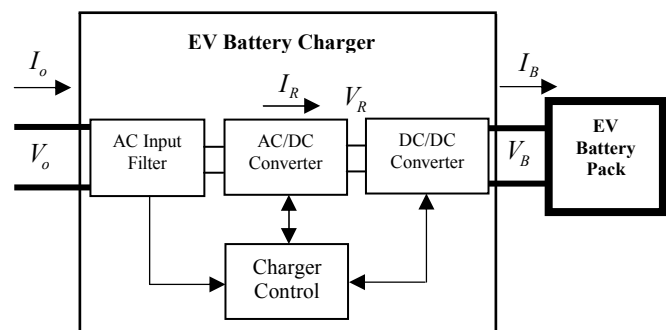 EV Battery Charger
I_o
I_R
V_R
I_B
V_o
AC Input
Filter
AC/DC
Converter
DC/DC
Converter
V_B
EV
Battery
Pack
Charger
Control